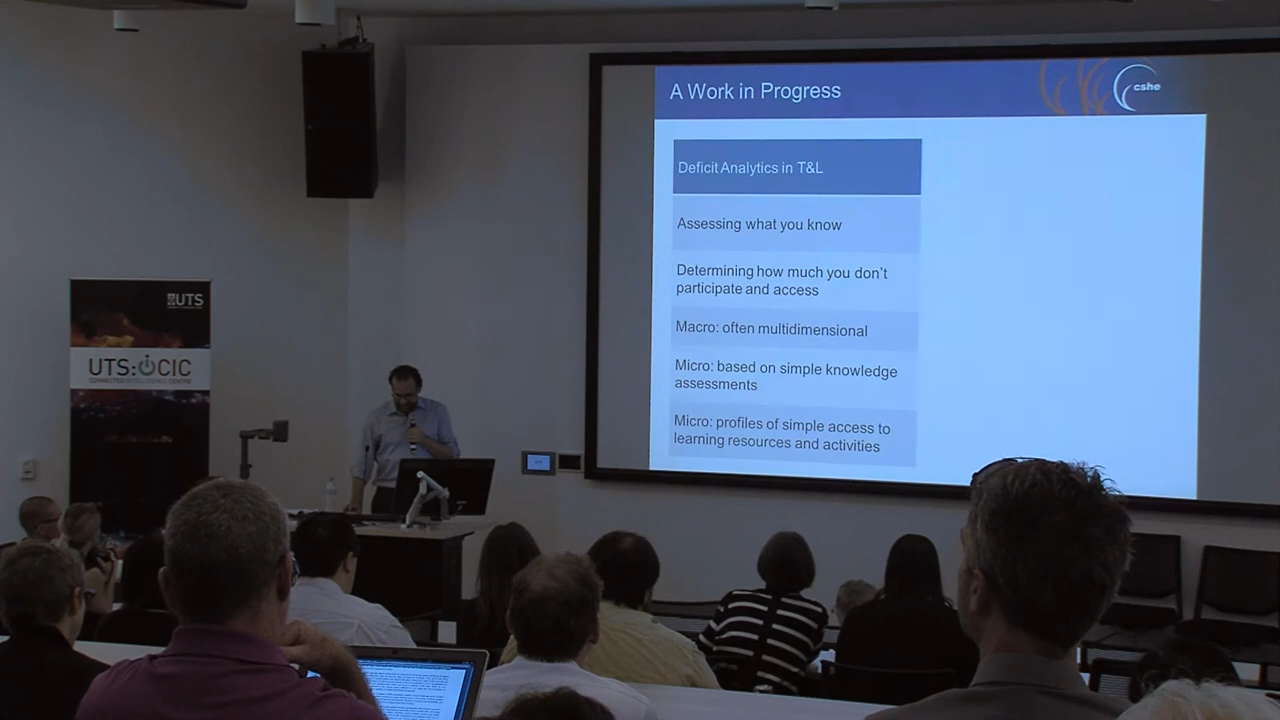 A Work in Progress
cshe
Deficit Analytics in T&L
Assessing what you know
Determining how much you don't
participate and access
Macro: often multidimensional
Micro: based on simple knowledge
assessments
Micro: profiles of simple access to
learning resources and activities
UTS
UTS:CIC
CONNECTED INTELLIGENCE CENTRE